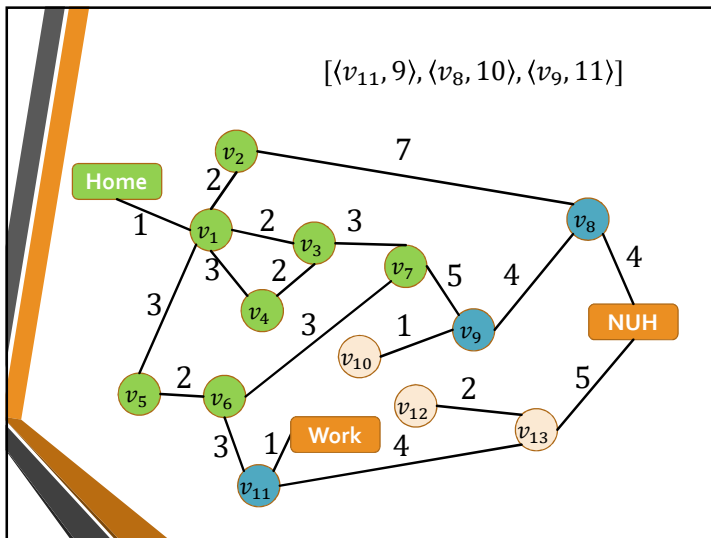 [⟨v₁₁, 9⟩, ⟨v₈, 10⟩, ⟨v₉, 11⟩]
v₂
7
Home
2
v₈
1
v₁
2
v₃
3
4
3
2
v₇
5
4
v₄
NUH
3
3
1
v₉
v₁₀
5
v₅
2
v₆
v₁₂
2
v₁₃
3
1
Work
4
v₁₁